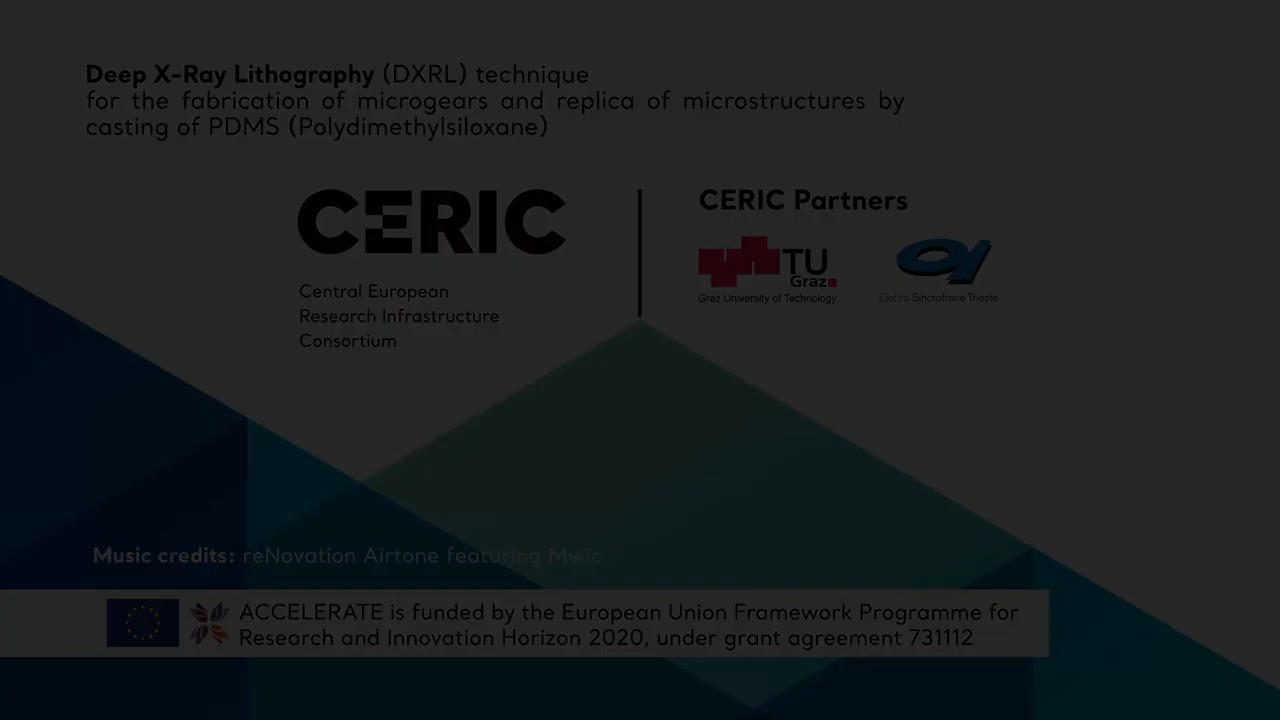 Deep X-Ray Lithography (DXRL) technique
for the fabrication of microgears and replica of microstructures by
casting of PDMS (Polydimethylsiloxane)
CERIC
Central European
Research Infrastructure
Consortium
CERIC Partners
TU
Graz
Graz University of Technology
Elettra Sincrotrone Trieste
Music credits: reNovation Airtone featuring Mwic
ACCELERATE is funded by the European Union Framework Programme for
Research and Innovation Horizon 2020, under grant agreement 731112